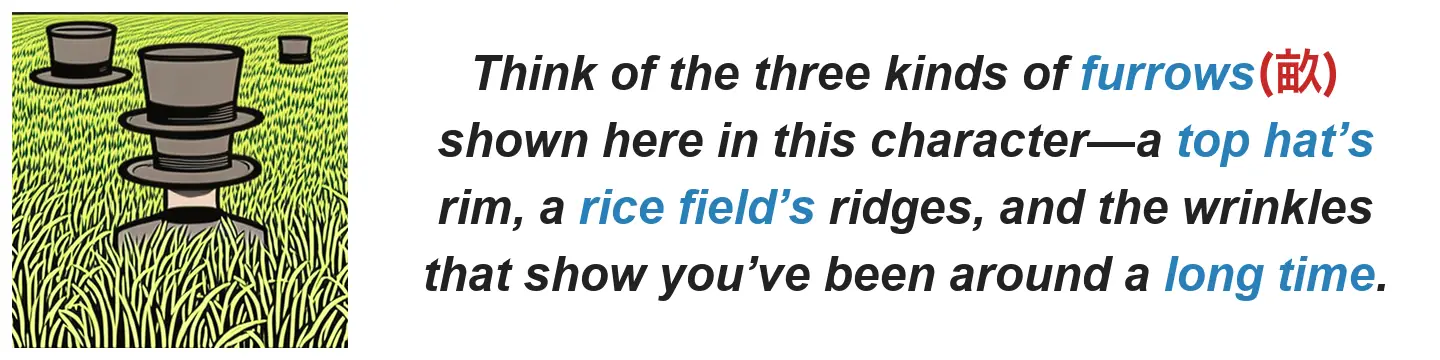 Think of the three kinds of furrows(畝)
shown here in this character—a top hat’s
rim, a rice field’s ridges, and the wrinkles
that show you’ve been around a long time.